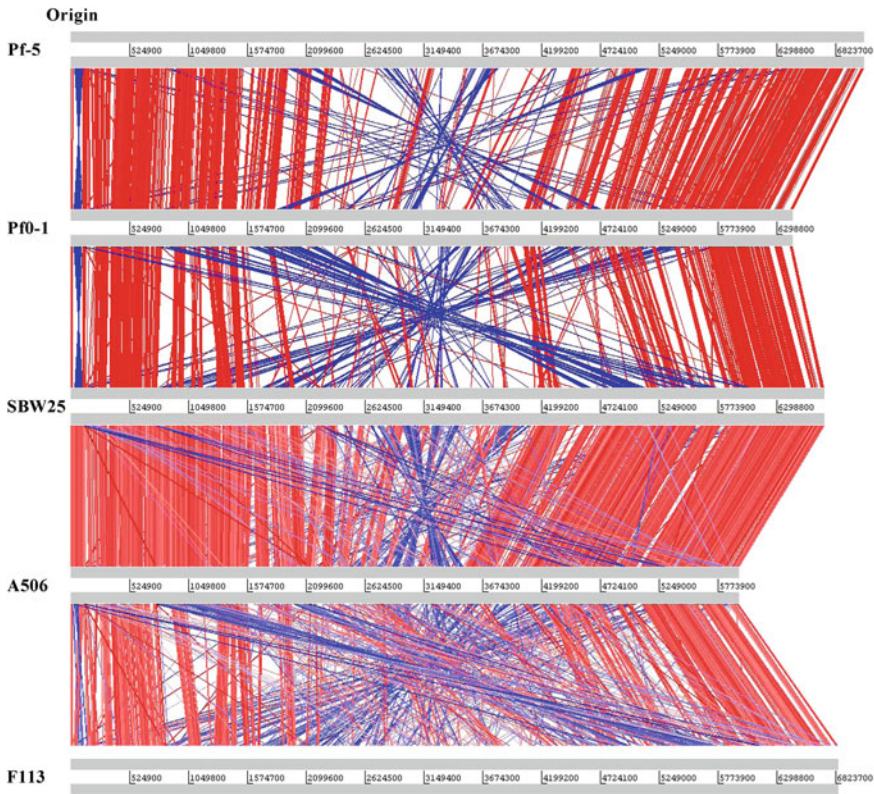 Origin
Pf-5
524900 1049800 1574700 2099600 2624500 3149400 3674300 4199200 4724100 5249000 5773900 6298800 6823700
Pf0-1
524900 1049800 1574700 2099600 2624500 3149400 3674300 4199200 4724100 5249000 5773900 6298800
SBW25
524900 1049800 1574700 2099600 2624500 3149400 3674300 4199200 4724100 5249000 5773900 6298800
A506
524900 1049800 1574700 2099600 2624500 3149400 3674300 4199200 4724100 5249000 5773900
F113
524900 1049800 1574700 2099600 2624500 3149400 3674300 4199200 4724100 5249000 5773900 6298800 6823700